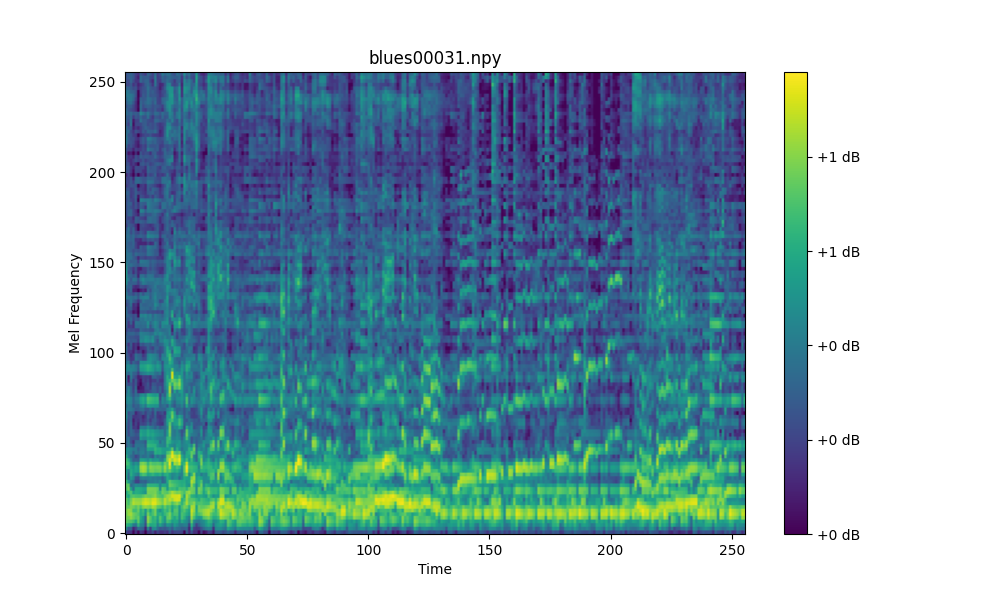 blues00031.npy
Mel Frequency
250
200
150
100
50
0
0 50 100 150 200 250
Time
+1 dB
+1 dB
+0 dB
+0 dB
+0 dB